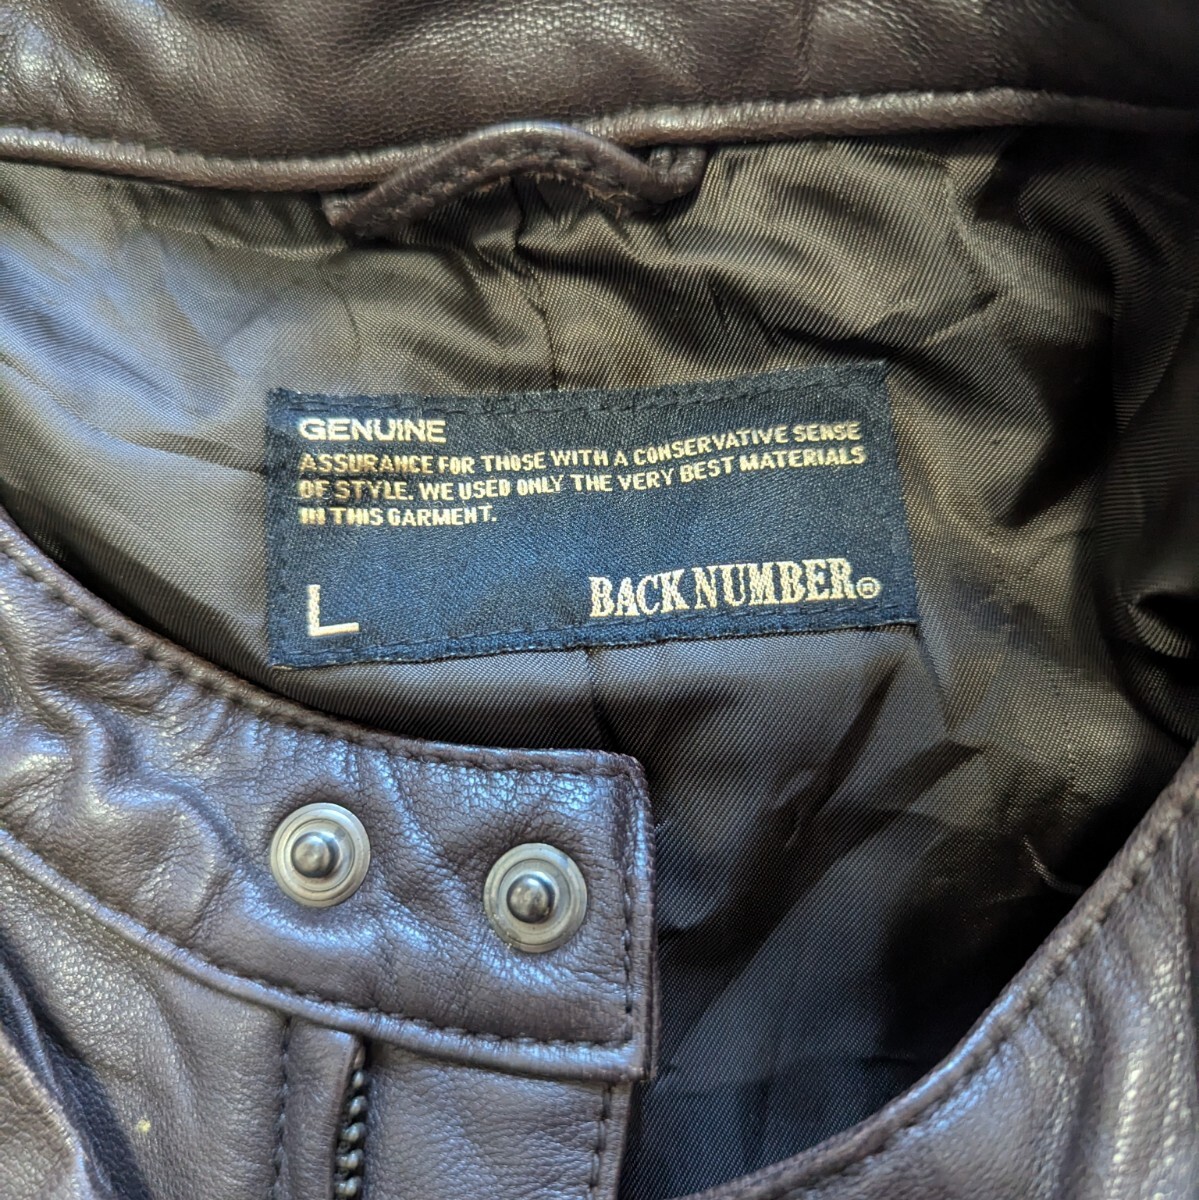 GENUINE
ASSURANCE FOR THOSE WITH A CONSERVATIVE SENSE
OF STYLE. WE USED ONLY THE VERY BEST MATERIALS
IN THIS GARMENT.
L
BACK NUMBER®